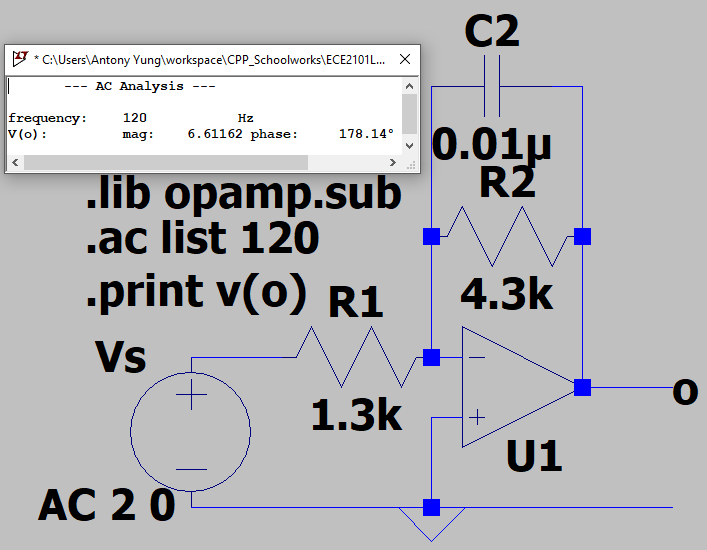 * C:\Users\Antony Yung\workspace\CPP_Schoolworks\ECE2101L...
--- AC Analysis ---
frequency: 120 Hz
V(o): mag: 6.61162 phase: 178.14°
C2
0.01µ
R2
4.3k
.lib opamp.sub
.ac list 120
.print v(o)
R1
1.3k
Vs
AC 2 0
U1
o